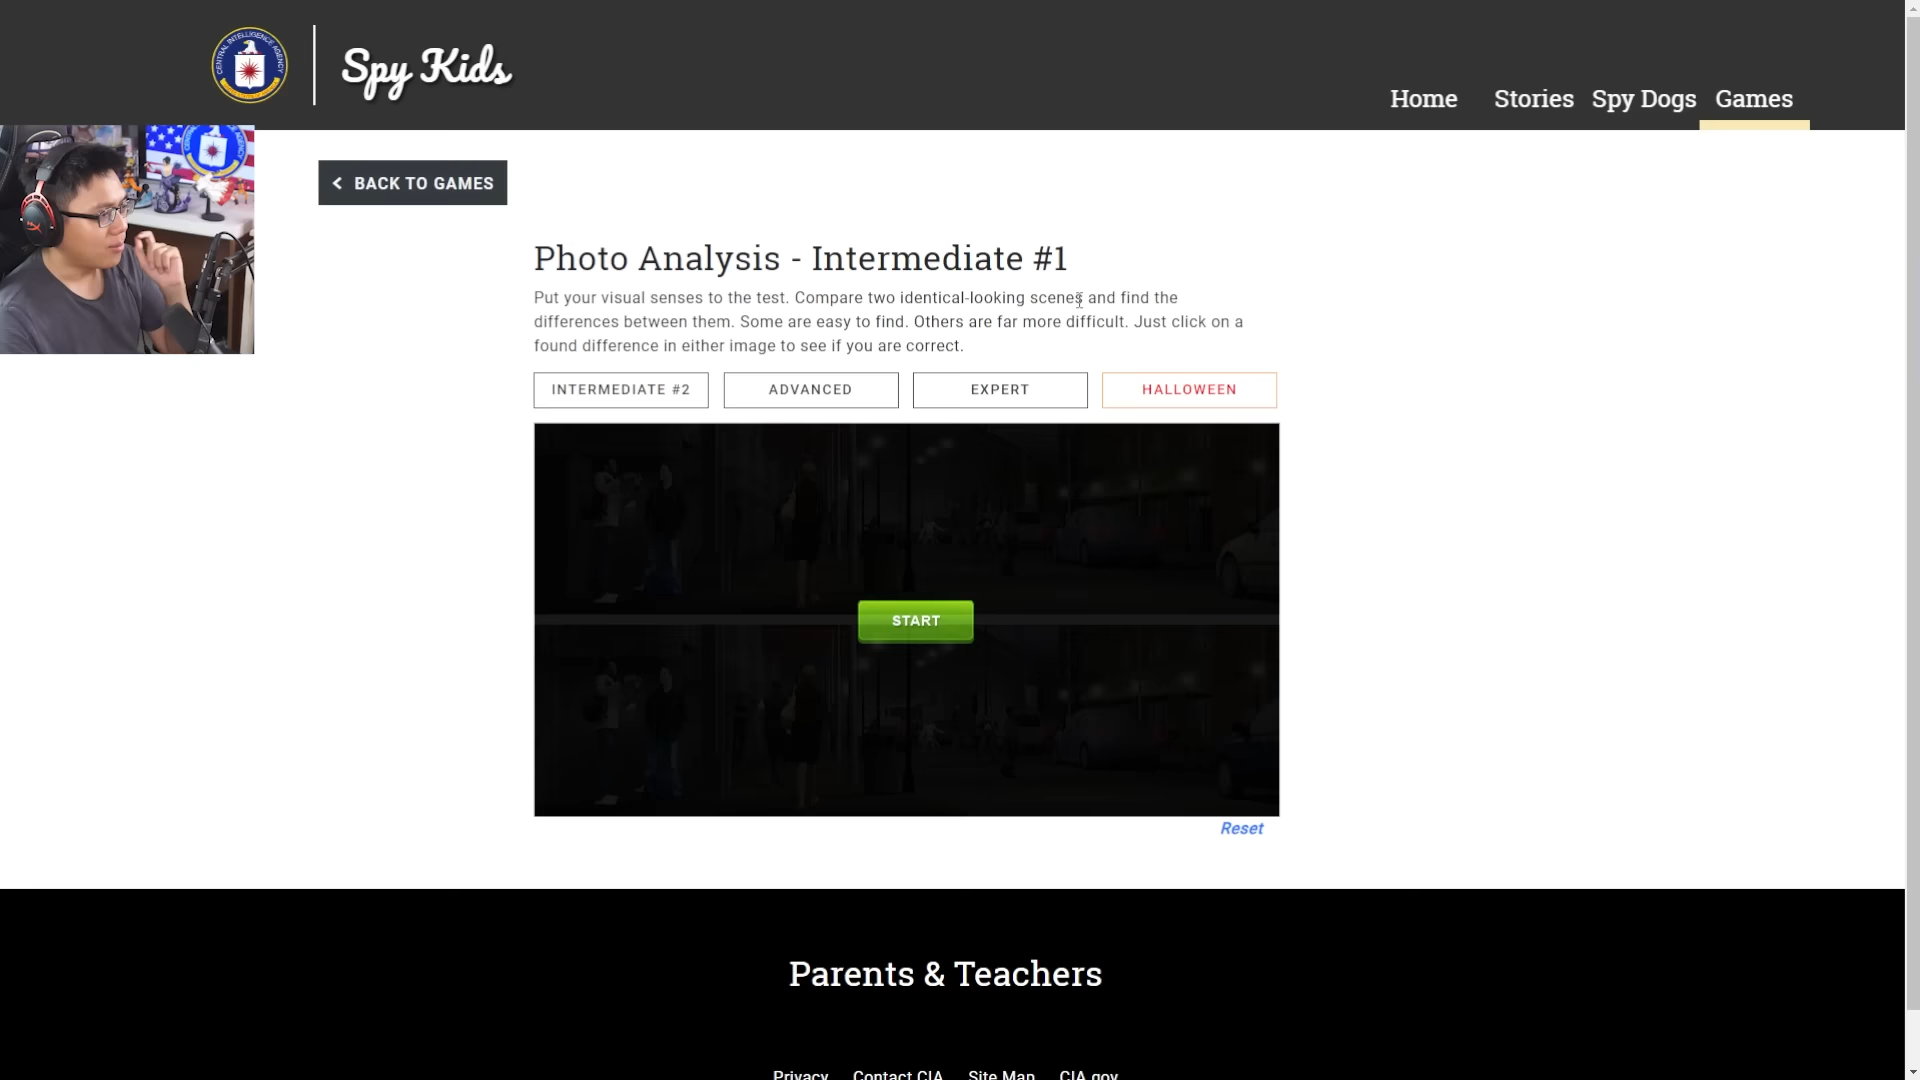 CENTRAL INTELLIGENCE AGENCY
Spy Kids
Home
Stories
Spy Dogs
Games
< BACK TO GAMES
Photo Analysis - Intermediate #1
Put your visual senses to the test. Compare two identical-looking scenes and find the
differences between them. Some are easy to find. Others are far more difficult. Just click on a
found difference in either image to see if you are correct.
INTERMEDIATE #2
ADVANCED
EXPERT
HALLOWEEN
START
Reset
Parents & Teachers
Privacy
Contact CIA
Site Map
CIA.gov